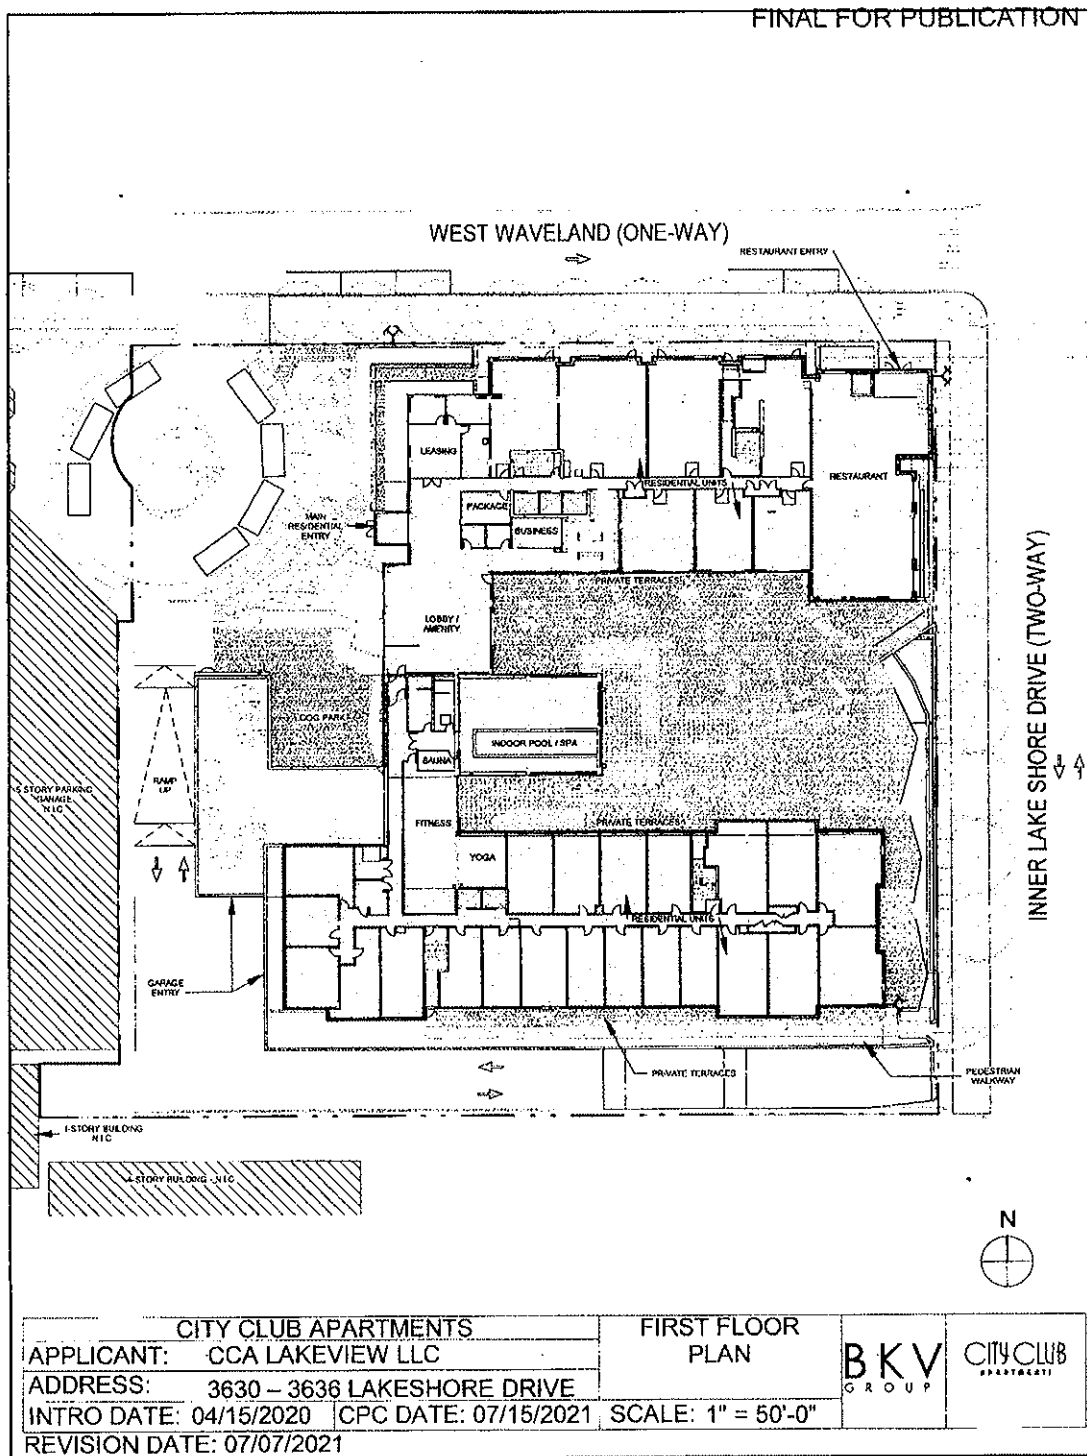 FINAL FOR PUBLICATION
WEST WAVELAND (ONE-WAY)
RESTAURANT ENTRY
LEASING
RESIDENTIAL UNITS
RESTAURANT
PACKAGE
MAIN
RESIDENTIAL
ENTRY
BUSINESS
PRIVATE TERRACES
LOBBY /
AMENITY
INNER LAKE SHORE DRIVE (TWO-WAY)
DOG PARK
INDOOR POOL / SPA
SAUNA
RAMP
UP
5 STORY PARKING
GARAGE
N.I.C
FITNESS
PRIVATE TERRACES
YOGA
RESIDENTIAL UNITS
GARAGE
ENTRY
PRIVATE TERRACES
PEDESTRIAN
WALKWAY
1-STORY BUILDING
N I C
4-STORY BUILDING - N I C
N
CITY CLUB APARTMENTS
APPLICANT: CCA LAKEVIEW LLC
ADDRESS: 3630 – 3636 LAKESHORE DRIVE
INTRO DATE: 04/15/2020 CPC DATE: 07/15/2021
REVISION DATE: 07/07/2021
FIRST FLOOR
PLAN
SCALE: 1" = 50'-0"
BKV
GROUP
CITY CLUB
APARTMENTS